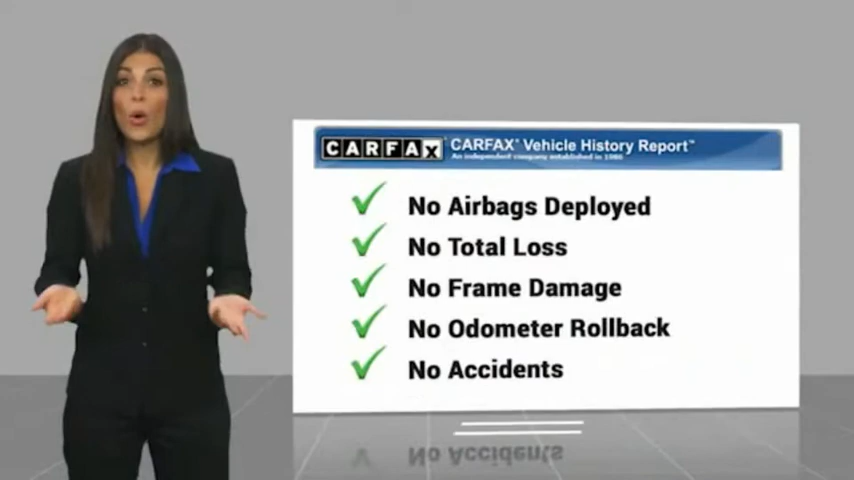 CARFAX CARFAX® Vehicle History Report™
An independent company established in 1986
No Airbags Deployed
No Total Loss
No Frame Damage
No Odometer Rollback
No Accidents
No Accidents